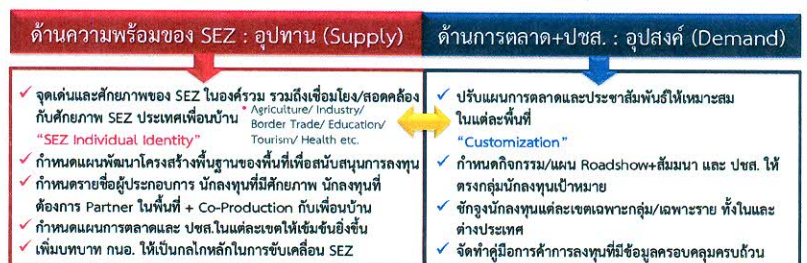 ด้านความพร้อมของ SEZ : อุปทาน (Supply)
จุดเด่นและศักยภาพของ SEZ ในองค์รวม รวมถึงเชื่อมโยง/สอดคล้อง
กับศักยภาพ SEZ ประเทศเพื่อนบ้าน
* Agriculture/ Industry/
Border Trade/ Education/
Tourism/ Health etc.
"SEZ Individual Identity"
กำหนดแผนพัฒนาโครงสร้างพื้นฐานของพื้นที่เพื่อสนับสนุนการลงทุน
กำหนดรายชื่อผู้ประกอบการ นักลงทุนที่มีศักยภาพ นักลงทุนที่
ต้องการ Partner ในพื้นที่ + Co-Production กับเพื่อนบ้าน
กำหนดแผนการตลาดและ ปชส.ในแต่ละเขตให้เข้มข้นยิ่งขึ้น
เพิ่มบทบาท กนอ. ให้เป็นกลไกหลักในการขับเคลื่อน SEZ
ด้านการตลาด+ปชส. : อุปสงค์ (Demand)
ปรับแผนการตลาดและประชาสัมพันธ์ให้เหมาะสม
ในแต่ละพื้นที่
"Customization"
กำหนดกิจกรรม/แผน Roadshow+สัมมนา และ ปชส. ให้
ตรงกลุ่มนักลงทุนเป้าหมาย
ชักจูงนักลงทุนแต่ละเขตเฉพาะกลุ่ม/เฉพาะราย ทั้งในและ
ต่างประเทศ
จัดทำคู่มือการค้าการลงทุนที่มีข้อมูลครอบคลุมครบถ้วน